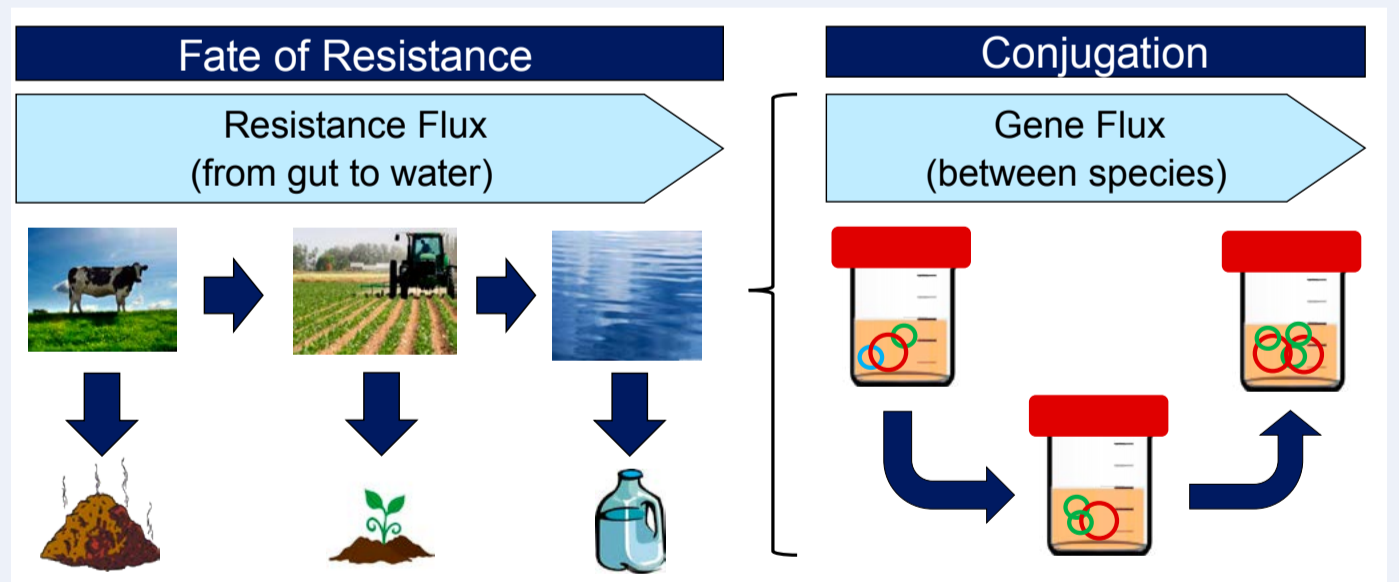 Fate of Resistance
Resistance Flux
(from gut to water)
Conjugation
Gene Flux
(between species)